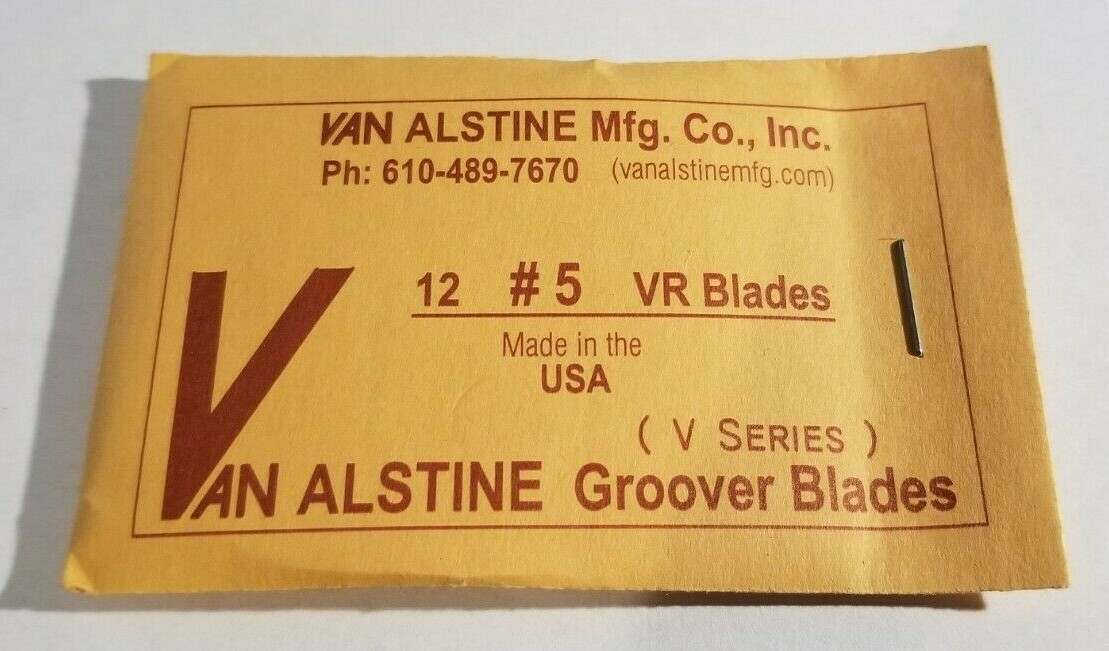 VAN ALSTINE Mfg. Co., Inc.
Ph: 610-489-7670 (vanalstinemfg.com)
12 # 5 VR Blades
Made in the
USA
( V SERIES )
VAN ALSTINE Groover Blades